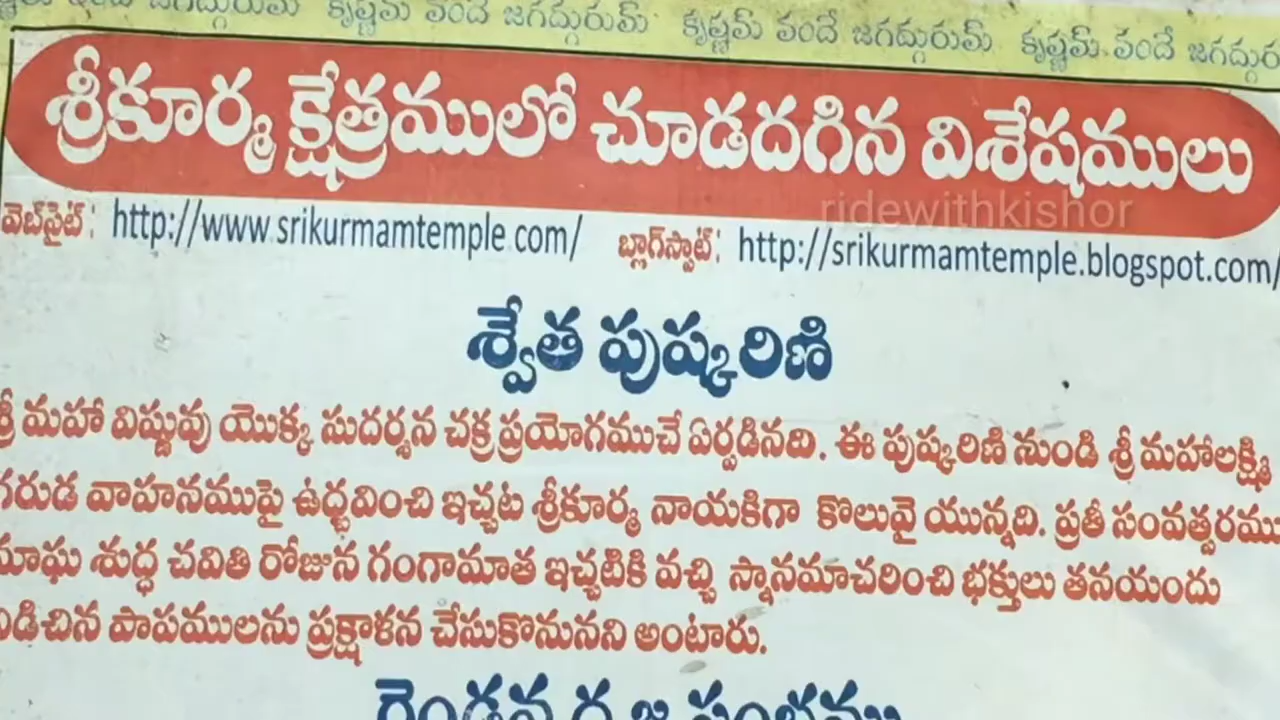 కృష్ణమ్ వందే జగద్గురుమ్ కృష్ణమ్ వందే జగద్గురుమ్ కృష్ణమ్ వందే
శ్రీకూర్మ క్షేత్రములో చూడదగిన విశేషములు
ridewithkishor
వెబ్‌సైట్: http://www.srikurmamtemple.com/ బ్లాగ్‌స్పాట్: http://srikurmamtemple.blogspot.com/
శ్వేత పుష్కరిణి
శ్రీ మహా విష్ణువు యొక్క సుదర్శన చక్ర ప్రయోగముచే ఏర్పడినది. ఈ పుష్కరిణి నుండి శ్రీ మహాలక్ష్మి
గరుడ వాహనముపై ఉద్భవించి ఇచ్చట శ్రీకూర్మ నాయకిగా కొలువై యున్నది. ప్రతీ సంవత్సరము
మాఘ శుద్ధ చవితి రోజున గంగామాత ఇచ్చటికి వచ్చి స్నానమాచరించి భక్తులు తనయందు
విడిచిన పాపములను ప్రక్షాళన చేసుకొనునని అంటారు.